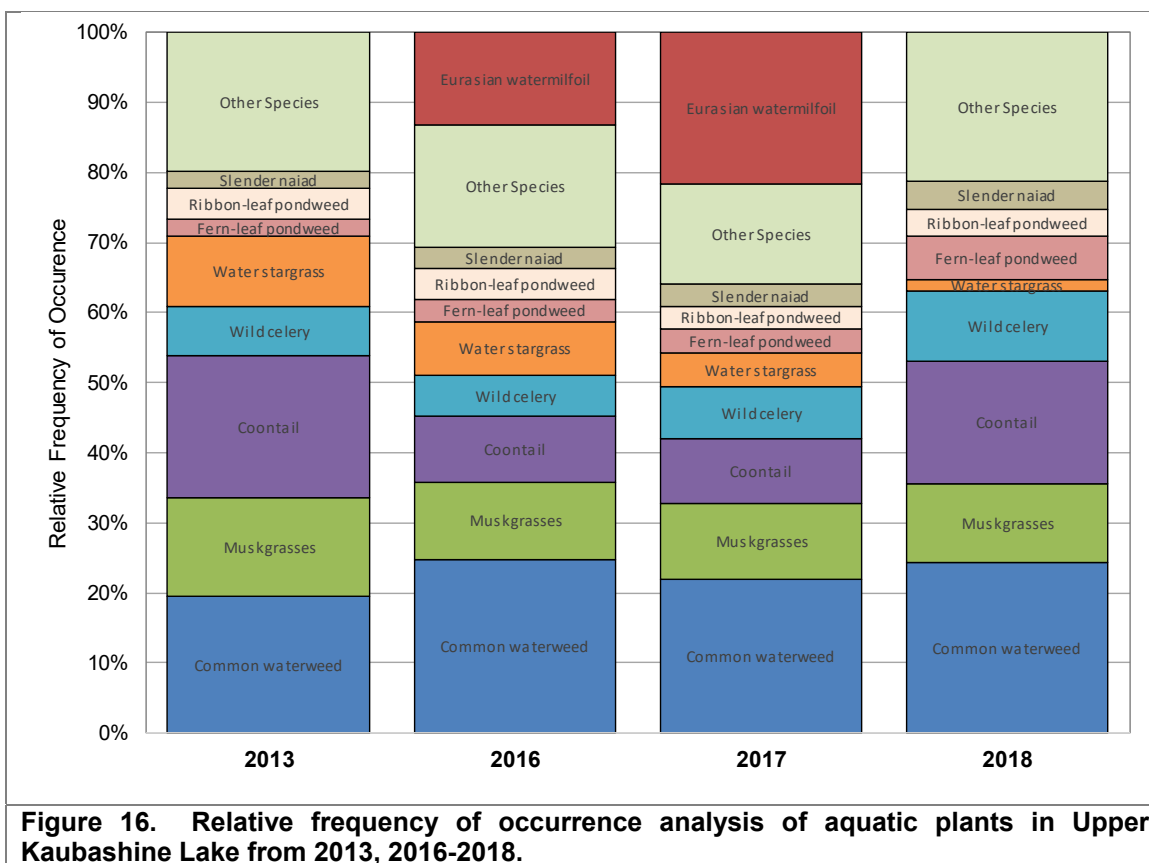 100%
90%
80%
70%
60%
50%
40%
30%
20%
10%
0%
Relative Frequency of Occurence
Other Species
Slender naiad
Ribbon-leaf pondweed
Fern-leaf pondweed
Water stargrass
Wild celery
Coontail
Muskgrasses
Common waterweed
2013
Eurasian watermilfoil
Other Species
Slender naiad
Ribbon-leaf pondweed
Fern-leaf pondweed
Water stargrass
Wild celery
Coontail
Muskgrasses
Common waterweed
2016
Eurasian watermilfoil
Other Species
Slender naiad
Ribbon-leaf pondweed
Fern-leaf pondweed
Water stargrass
Wild celery
Coontail
Muskgrasses
Common waterweed
2017
Other Species
Slender naiad
Ribbon-leaf pondweed
Fern-leaf pondweed
Water stargrass
Wild celery
Coontail
Muskgrasses
Common waterweed
2018
Figure 16. Relative frequency of occurrence analysis of aquatic plants in Upper
Kaubashine Lake from 2013, 2016-2018.